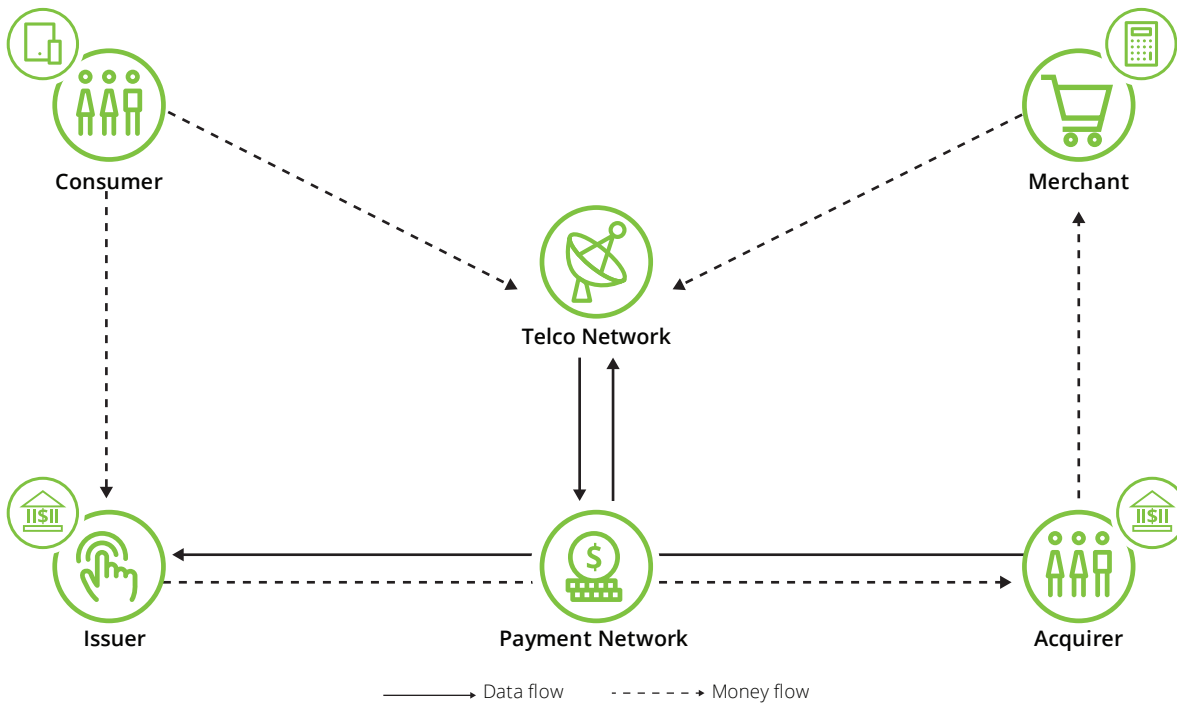 Consumer
Merchant
Telco Network
$
$
$
Issuer
Payment Network
Acquirer
Data flow
Money flow